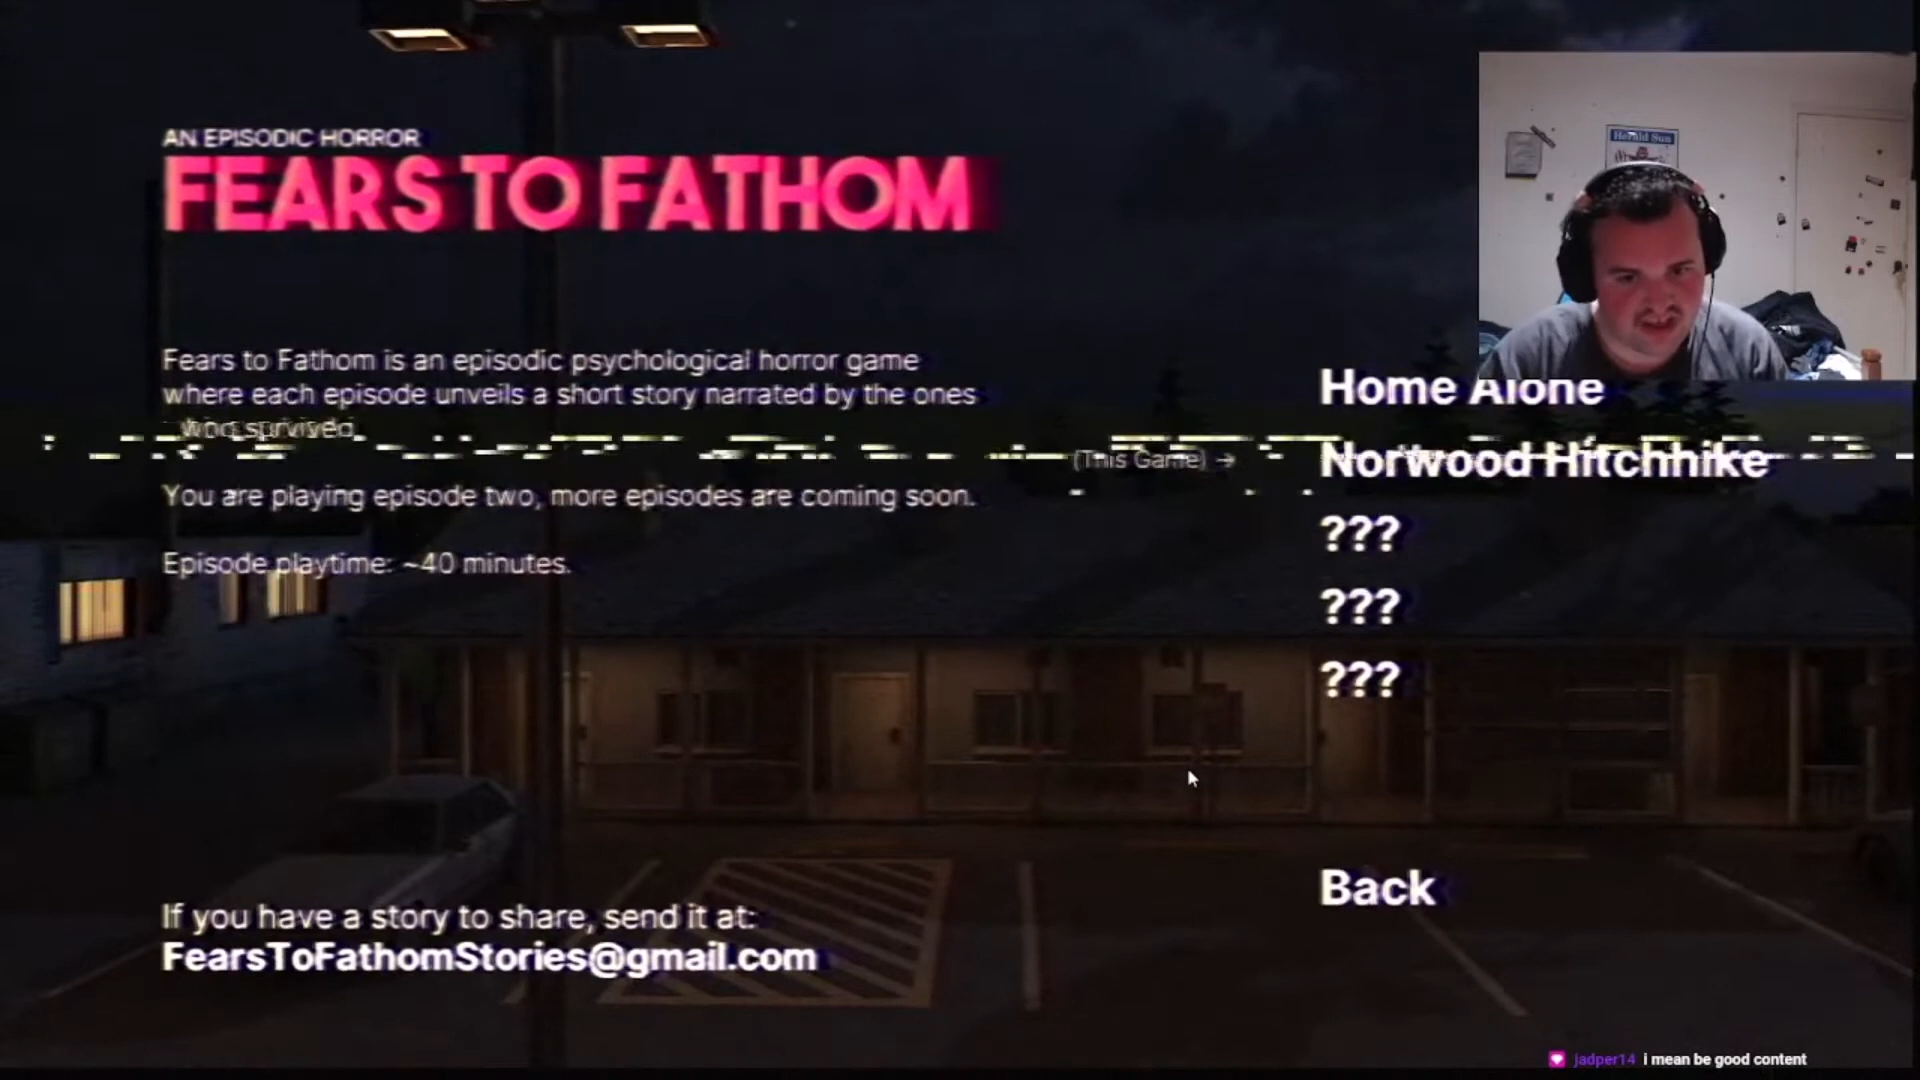 AN EPISODIC HORROR
FEARS TO FATHOM
Herald Sun
Fears to Fathom is an episodic psychological horror game
where each episode unveils a short story narrated by the ones
who survived.
You are playing episode two, more episodes are coming soon.
Episode playtime: ~40 minutes.
Home Alone
(This Game) → Norwood Hitchhike
???
???
???
Back
If you have a story to share, send it at:
FearsToFathomStories@gmail.com
jadper14 i mean be good content